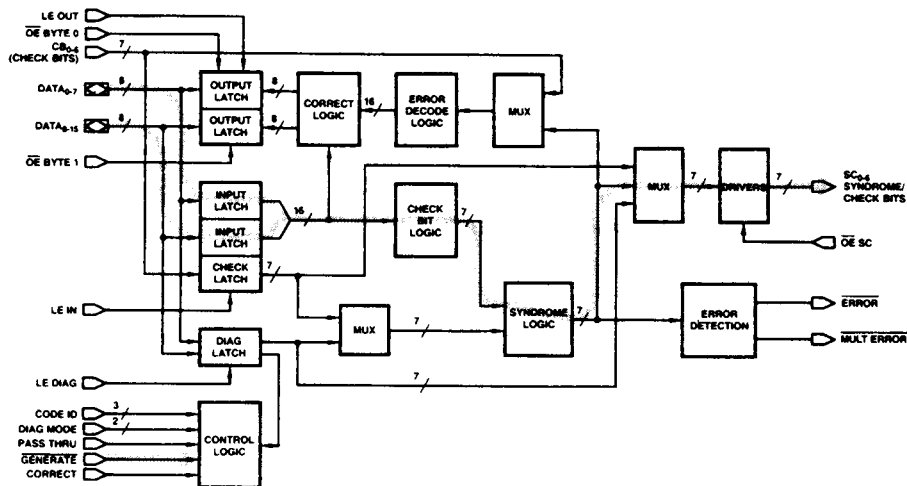 LE OUT
OE BYTE 0
CB0-6
(CHECK BITS)
7
DATA0-7
8
DATA8-15
8
OE BYTE 1
OUTPUT
LATCH
OUTPUT
LATCH
8
8
CORRECT
LOGIC
16
ERROR
DECODE
LOGIC
MUX
INPUT
LATCH
INPUT
LATCH
CHECK
LATCH
16
7
CHECK
BIT
LOGIC
7
MUX
7
DRIVERS
7
SC0-6
SYNDROME/
CHECK BITS
OE SC
LE IN
MUX
7
SYNDROME
LOGIC
7
ERROR
DETECTION
ERROR
MULT ERROR
DIAG
LATCH
7
LE DIAG
CODE ID
3
DIAG MODE
2
PASS THRU
GENERATE
CORRECT
CONTROL
LOGIC